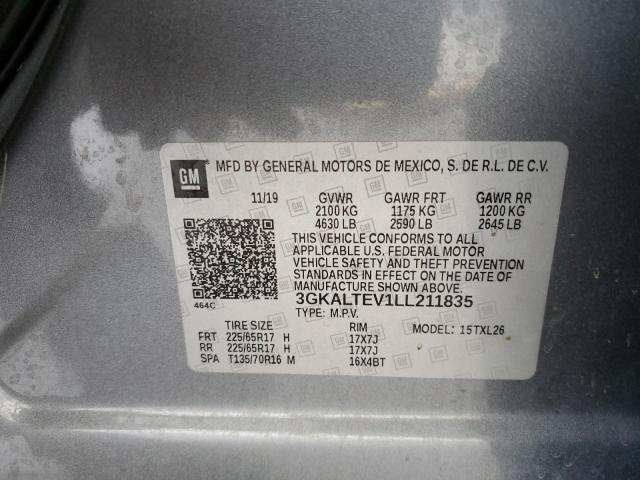 GM MFD BY GENERAL MOTORS DE MEXICO, S. DE R.L. DE C.V.
11/19 GVWR GAWR FRT GAWR RR
2100 KG 1175 KG 1200 KG
4630 LB 2590 LB 2645 LB
THIS VEHICLE CONFORMS TO ALL
APPLICABLE U.S. FEDERAL MOTOR
VEHICLE SAFETY AND THEFT PREVENTION
STANDARDS IN EFFECT ON THE DATE OF
MANUFACTURE SHOWN ABOVE.
464C 3GKALTEV1LL211835
TYPE: M.P.V.
TIRE SIZE RIM MODEL: 1STXL26
FRT 225/65R17 H 17X7J
RR 225/65R17 H 17X7J
SPA T135/70R16 M 16X4BT